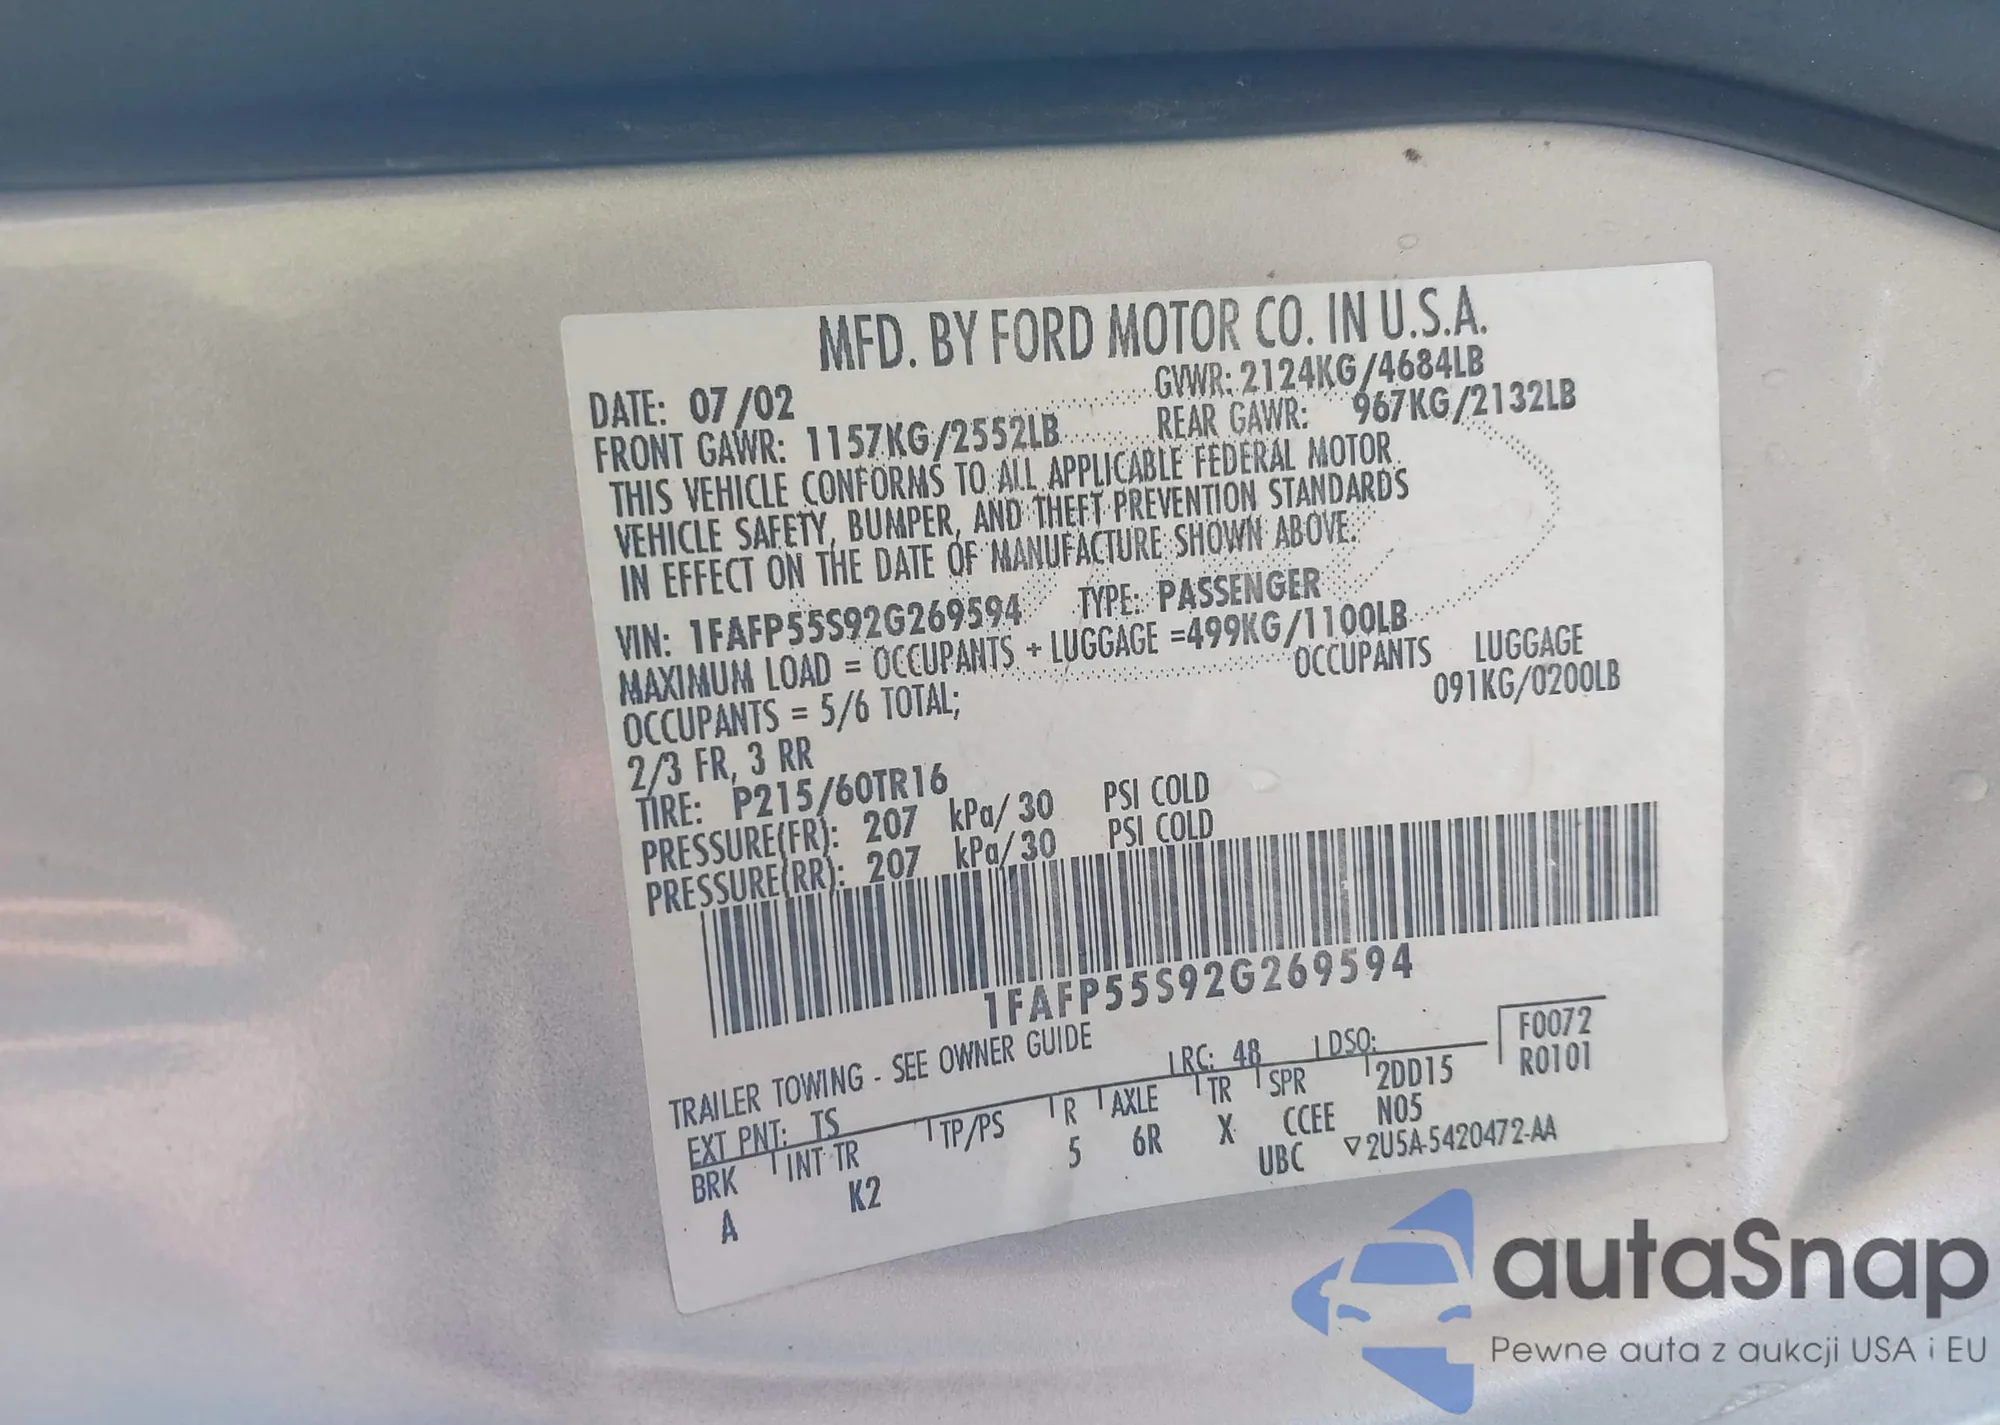 MFD. BY FORD MOTOR CO. IN U.S.A.
DATE: 07/02 GVWR: 2124KG/4684LB
FRONT GAWR: 1157KG/2552LB REAR GAWR: 967KG/2132LB
THIS VEHICLE CONFORMS TO ALL APPLICABLE FEDERAL MOTOR
VEHICLE SAFETY, BUMPER, AND THEFT PREVENTION STANDARDS
IN EFFECT ON THE DATE OF MANUFACTURE SHOWN ABOVE.
VIN: 1FAFP55S92G269594 TYPE: PASSENGER
MAXIMUM LOAD = OCCUPANTS + LUGGAGE =499KG/1100LB
OCCUPANTS = 5/6 TOTAL; OCCUPANTS LUGGAGE
2/3 FR, 3 RR 091KG/0200LB
TIRE: P215/60TR16
PRESSURE(FR): 207 kPa/ 30 PSI COLD
PRESSURE(RR): 207 kPa/ 30 PSI COLD
1FAFP55S92G269594
TRAILER TOWING - SEE OWNER GUIDE
EXT PNT: TS RC: 48 DSO: F0072
BRK INT TR TP/PS R AXLE TR SPR 2DD15 R0101
A K2 5 6R X CCEE N05
UBC ▽2U5A-5420472-AA
autaSnap
Pewne auta z aukcji USA i EU